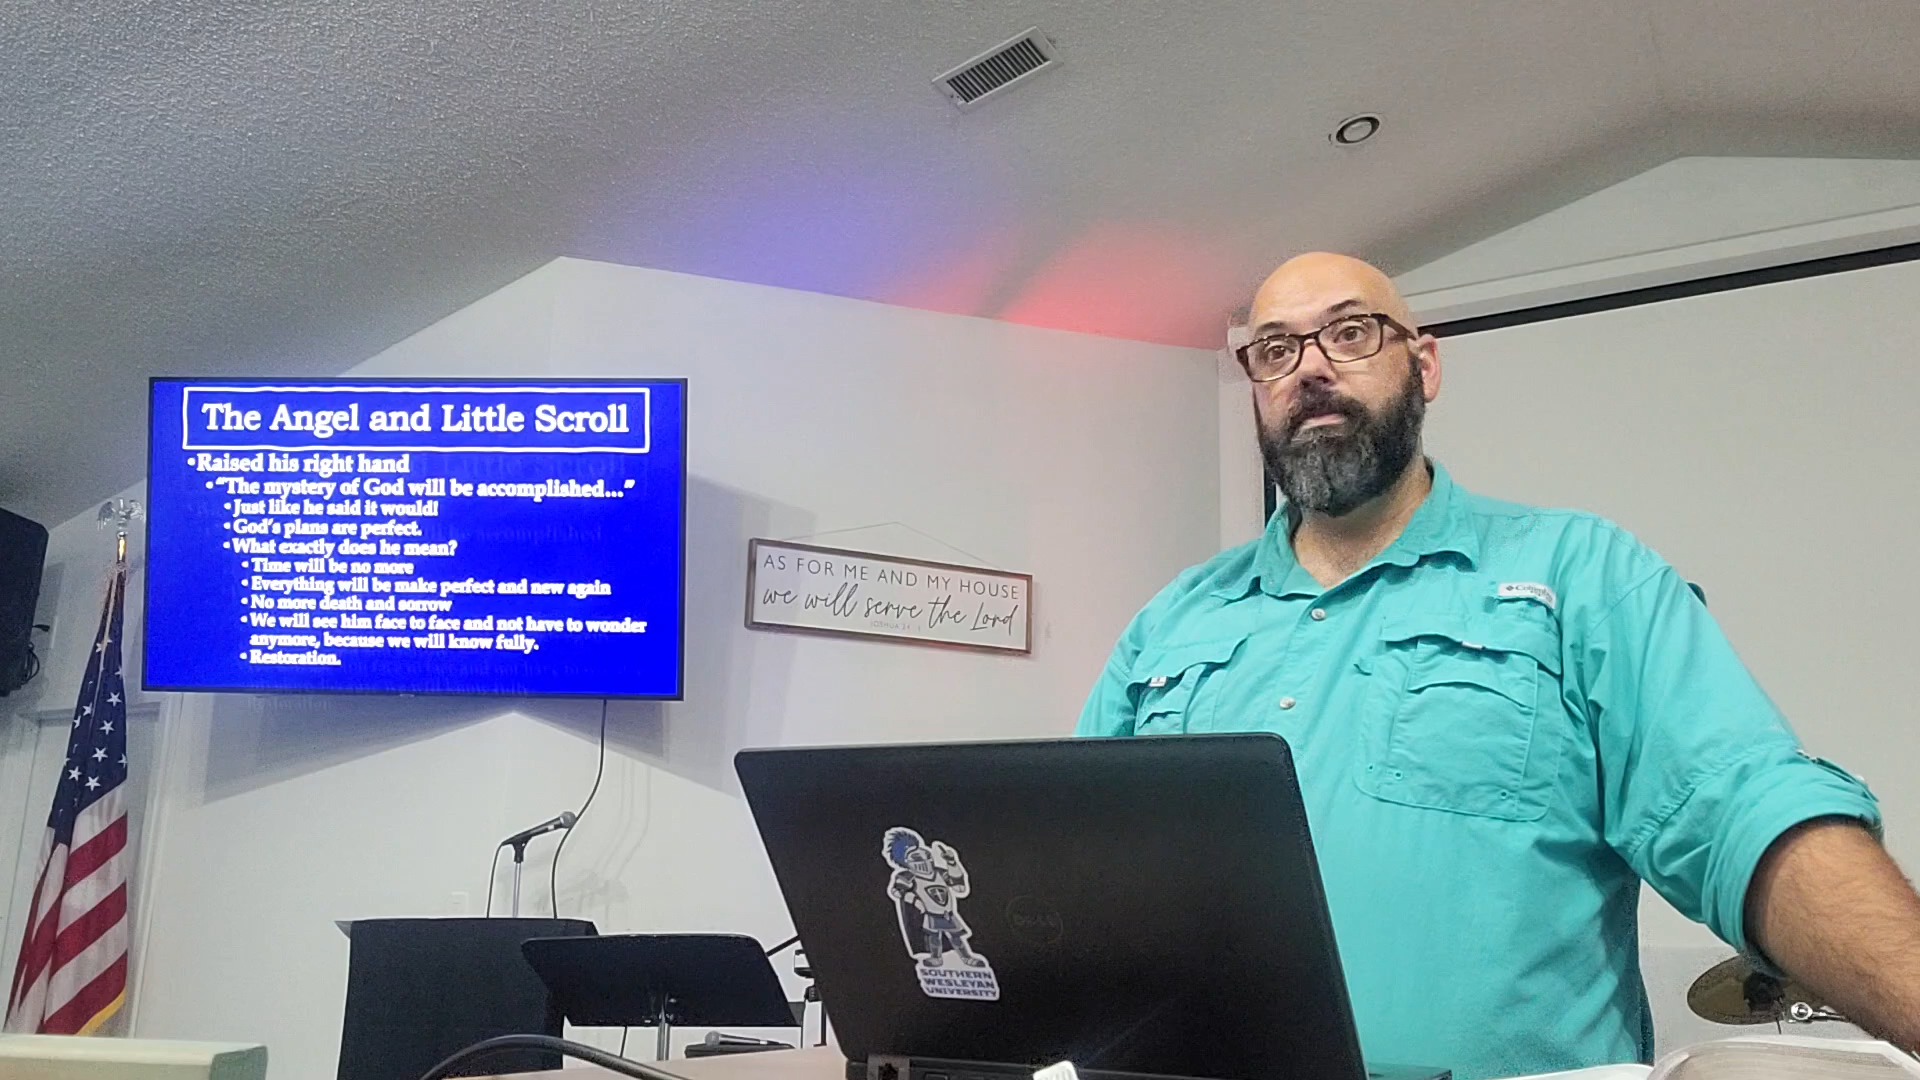 The Angel and Little Scroll
•Raised his right hand
•"The mystery of God will be accomplished..."
•Just like he said it would!
•God's plans are perfect.
•What exactly does he mean?
•Time will be no more
•Everything will be make perfect and new again
•No more death and sorrow
•We will see him face to face and not have to wonder
anymore, because we will know fully.
•Restoration.
AS FOR ME AND MY HOUSE
we will serve the Lord
JOSHUA 24
Columbia
DELL
SOUTHERN
WESLEYAN
UNIVERSITY